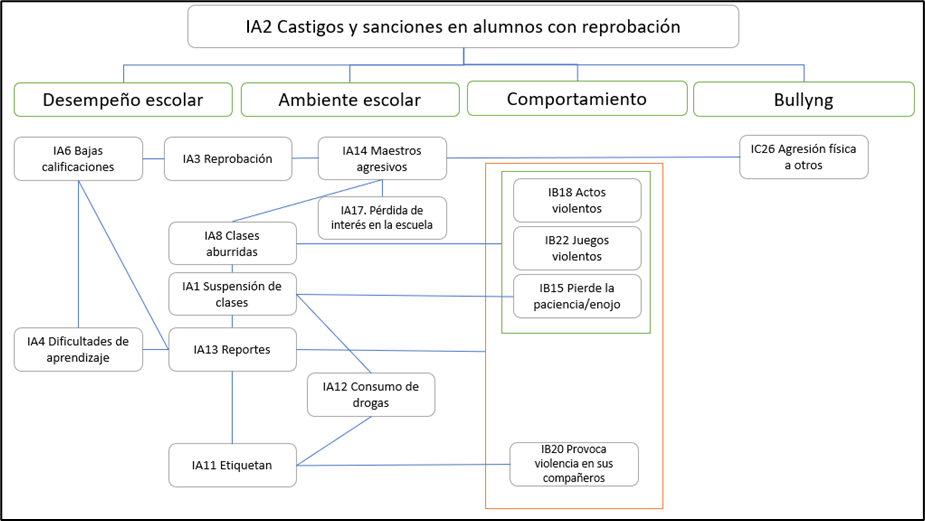 IA2 Castigos y sanciones en alumnos con reprobación
Desempeño escolar
Ambiente escolar
Comportamiento
Bullyng
IA6 Bajas
calificaciones
IA3 Reprobación
IA14 Maestros
agresivos
IC26 Agresión física
a otros
IB18 Actos
violentos
IA17. Pérdida de
interés en la escuela
IA8 Clases
aburridas
IB22 Juegos
violentos
IA1 Suspensión de
clases
IB15 Pierde la
paciencia/enojo
IA4 Dificultades de
aprendizaje
IA13 Reportes
IA12 Consumo de
drogas
IA11 Etiquetan
IB20 Provoca
violencia en sus
compañeros